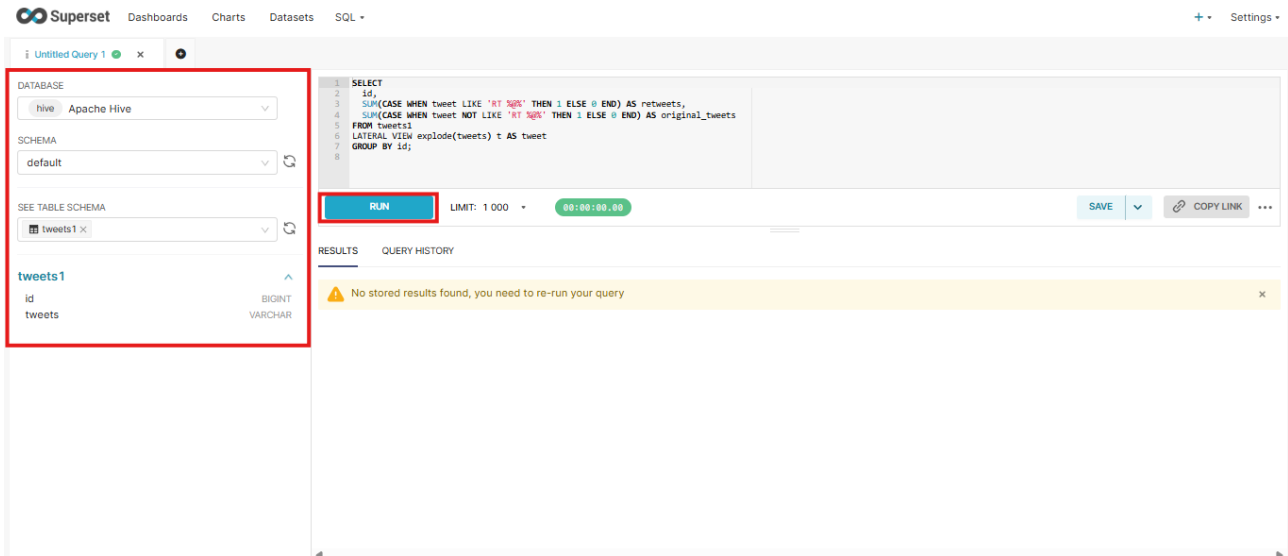 Superset Dashboards Charts Datasets SQL Settings
Untitled Query 1
DATABASE
hive Apache Hive
SCHEMA
default
SEE TABLE SCHEMA
tweets1
tweets1
id BIGINT
tweets VARCHAR
1 SELECT
2 id,
3 SUM(CASE WHEN tweet LIKE 'RT %@%' THEN 1 ELSE 0 END) AS retweets,
4 SUM(CASE WHEN tweet NOT LIKE 'RT %@%' THEN 1 ELSE 0 END) AS original_tweets
5 FROM tweets1
6 LATERAL VIEW explode(tweets) t AS tweet
7 GROUP BY id;
8
RUN LIMIT: 1 000 00:00:00.00 SAVE COPY LINK
RESULTS QUERY HISTORY
No stored results found, you need to re-run your query